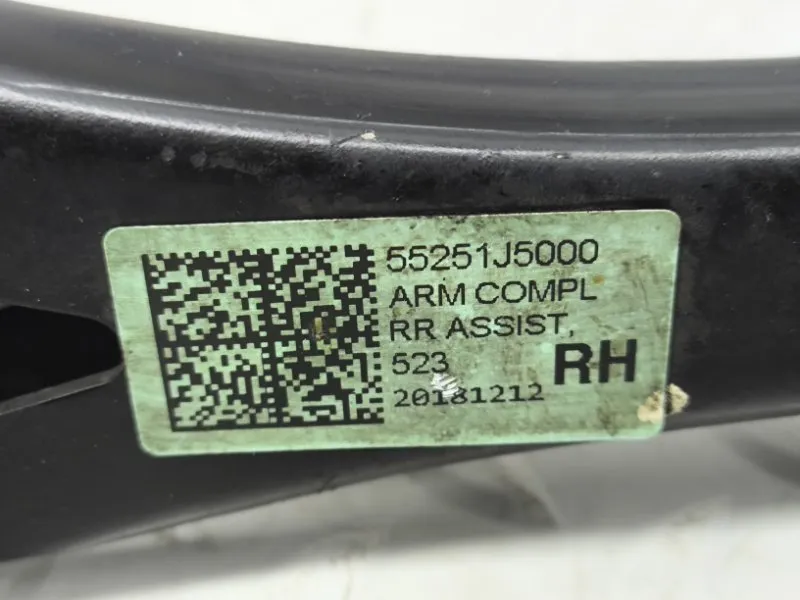 55251J5000
ARM COMPL
RR ASSIST,
523 RH
20181212